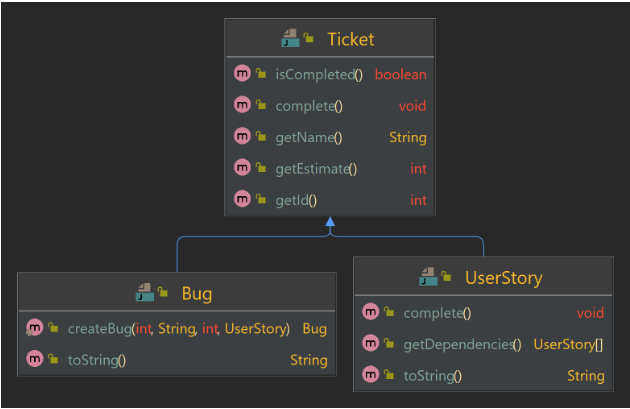 Ticket
isCompleted() boolean
complete() void
getName() String
getEstimate() int
getId() int
Bug
createBug(int, String, int, UserStory) Bug
toString() String
UserStory
complete() void
getDependencies() UserStory[]
toString() String